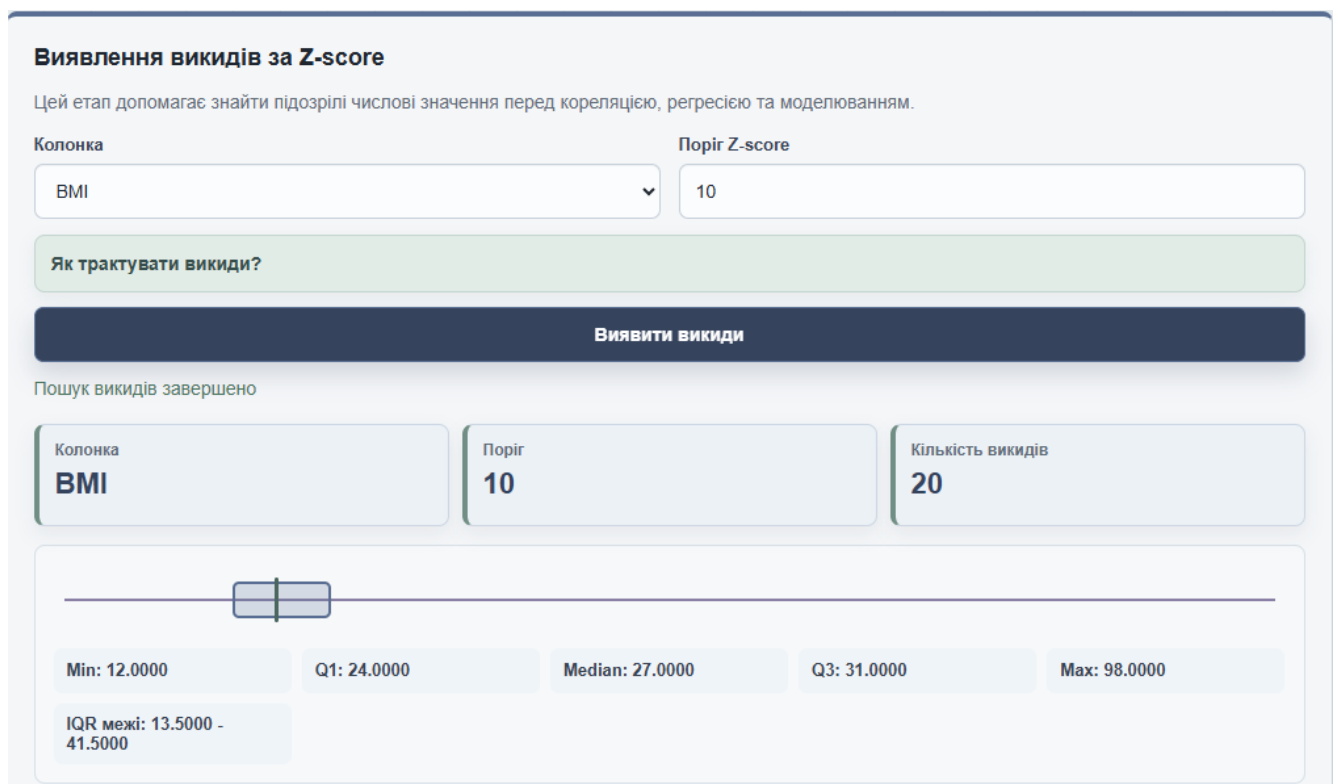 Виявлення викидів за Z-score
Цей етап допомагає знайти підозрілі числові значення перед кореляцією, регресією та моделюванням.
Колонка
Поріг Z-score
BMI
10
Як трактувати викиди?
Виявити викиди
Пошук викидів завершено
Колонка
BMI
Поріг
10
Кількість викидів
20
Min: 12.0000
Q1: 24.0000
Median: 27.0000
Q3: 31.0000
Max: 98.0000
IQR межі: 13.5000 -
41.5000